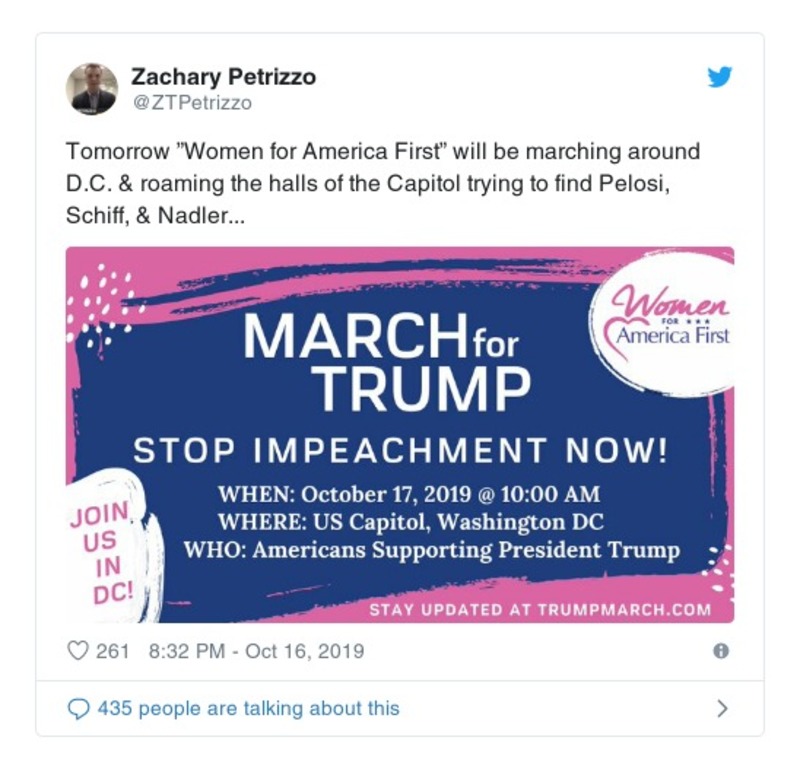 Zachary Petrizzo
@ZTPetrizzo
Tomorrow ”Women for America First” will be marching around
D.C. & roaming the halls of the Capitol trying to find Pelosi,
Schiff, & Nadler...
Women
FOR
America First
MARCH for
TRUMP
STOP IMPEACHMENT NOW!
WHEN: October 17, 2019 @ 10:00 AM
WHERE: US Capitol, Washington DC
WHO: Americans Supporting President Trump
JOIN
US
IN
DC!
STAY UPDATED AT TRUMPMARCH.COM
261 8:32 PM - Oct 16, 2019
435 people are talking about this